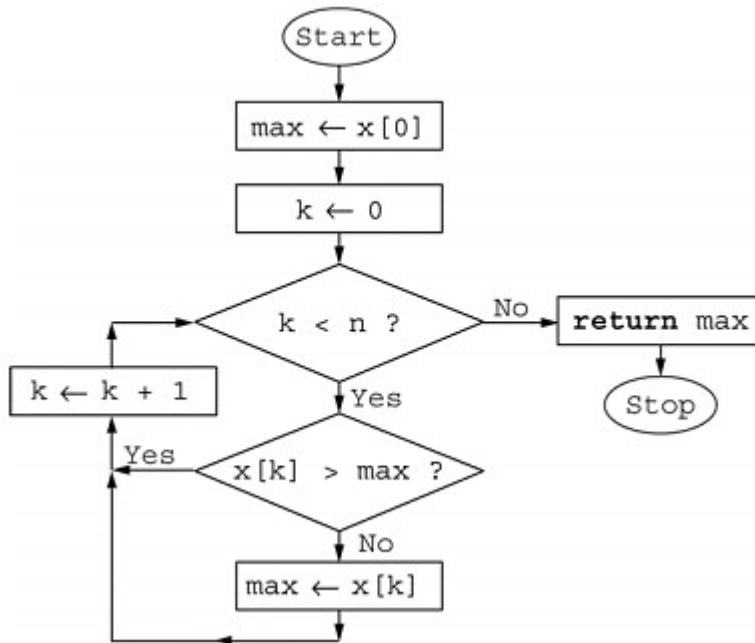 Start
max ← x[0]
k ← 0
k < n ?
No
return max
k ← k + 1
Yes
Stop
Yes
x[k] > max ?
No
max ← x[k]